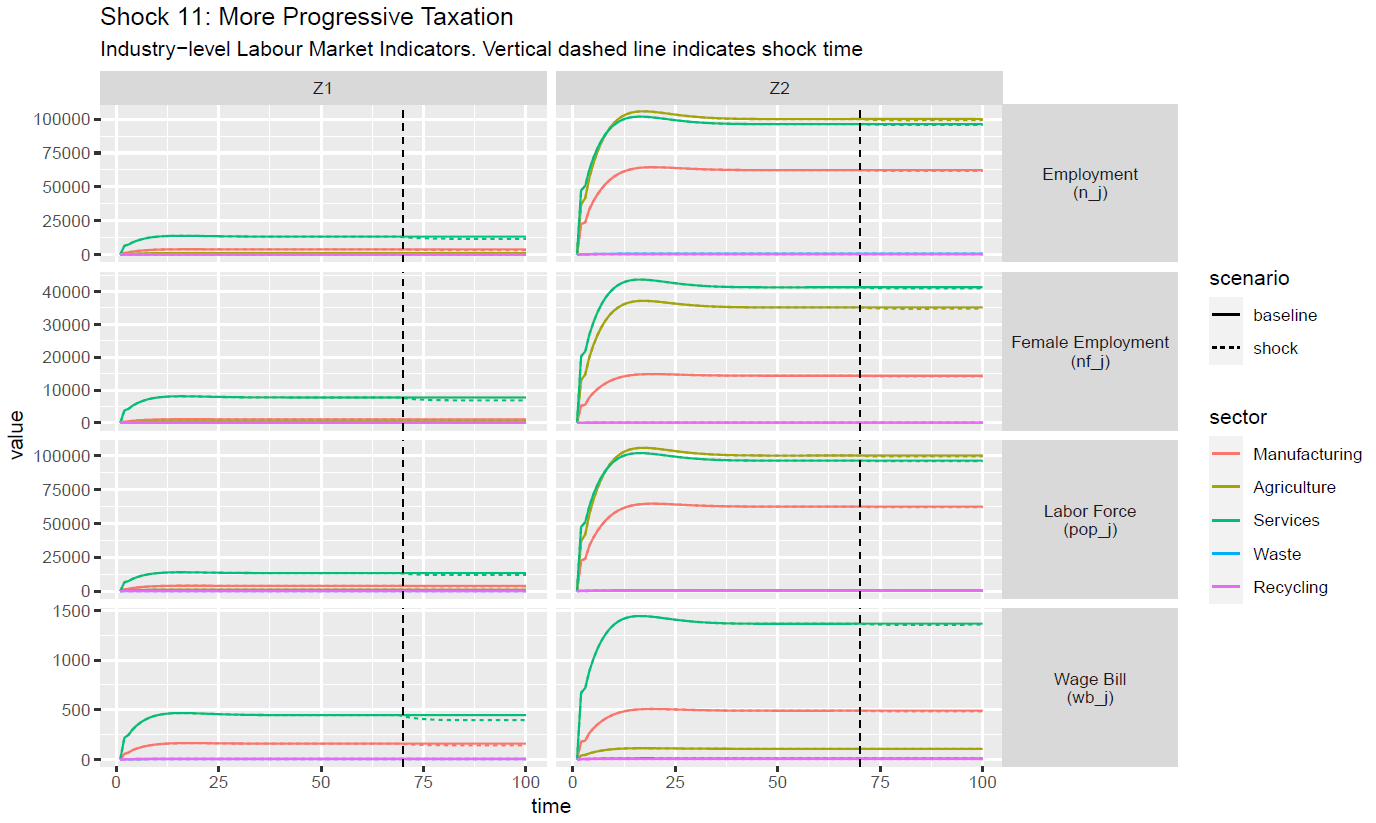 Shock 11: More Progressive Taxation
Industry−level Labour Market Indicators. Vertical dashed line indicates shock time
Z1
Z2
100000
75000
50000
25000
0
Employment
(n_j)
40000
30000
20000
10000
0
Female Employment
(nf_j)
100000
75000
50000
25000
0
Labor Force
(pop_j)
1500
1000
500
0
Wage Bill
(wb_j)
0
25
50
75
100
0
25
50
75
100
time
value
scenario
baseline
shock
sector
Manufacturing
Agriculture
Services
Waste
Recycling